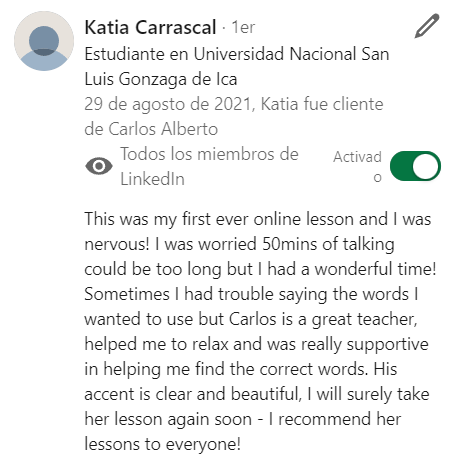 Katia Carrascal · 1er
Estudiante en Universidad Nacional San
Luis Gonzaga de Ica
29 de agosto de 2021, Katia fue cliente
de Carlos Alberto
Todos los miembros de
LinkedIn
Activad
o
This was my first ever online lesson and I was
nervous! I was worried 50mins of talking
could be too long but I had a wonderful time!
Sometimes I had trouble saying the words I
wanted to use but Carlos is a great teacher,
helped me to relax and was really supportive
in helping me find the correct words. His
accent is clear and beautiful, I will surely take
her lesson again soon - I recommend her
lessons to everyone!